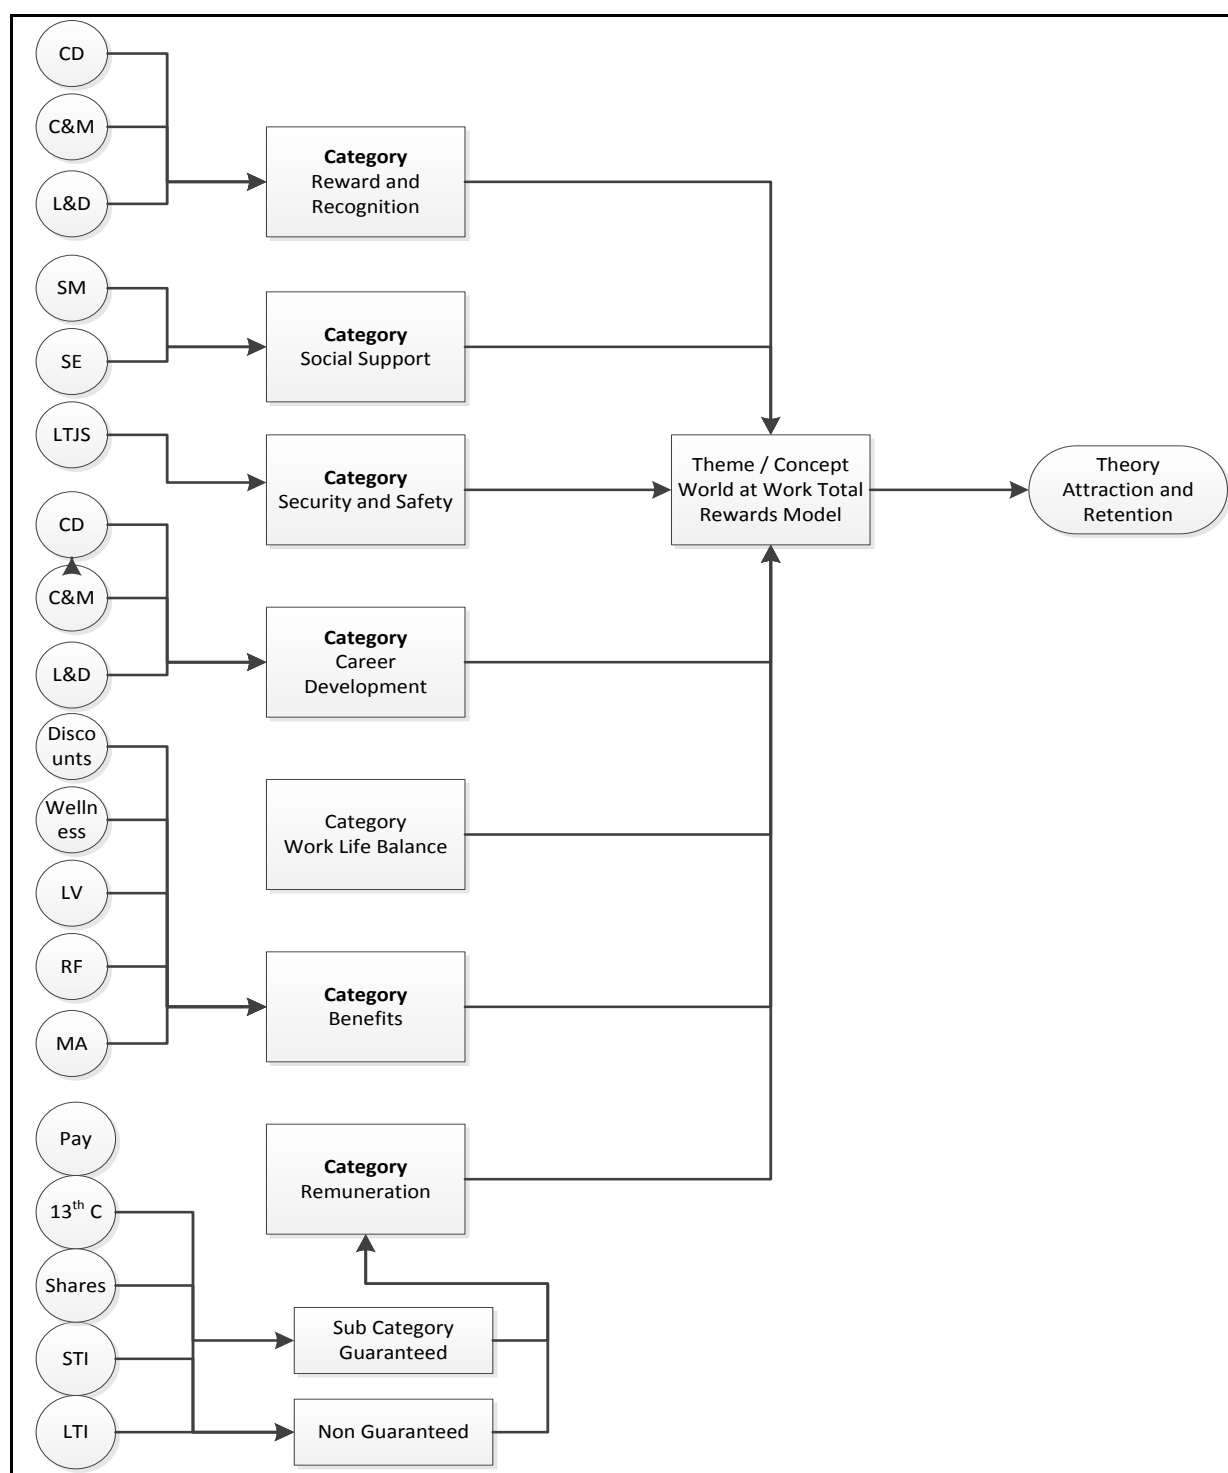 CD
C&M
L&D
SM
SE
LTJS
CD
C&M
L&D
Disco
unts
Welln
ess
LV
RF
MA
Pay
13th C
Shares
STI
LTI
Category
Reward and
Recognition
Category
Social Support
Category
Security and Safety
Category
Career
Development
Category
Work Life Balance
Category
Benefits
Category
Remuneration
Sub Category
Guaranteed
Non Guaranteed
Theme / Concept
World at Work Total
Rewards Model
Theory
Attraction and
Retention